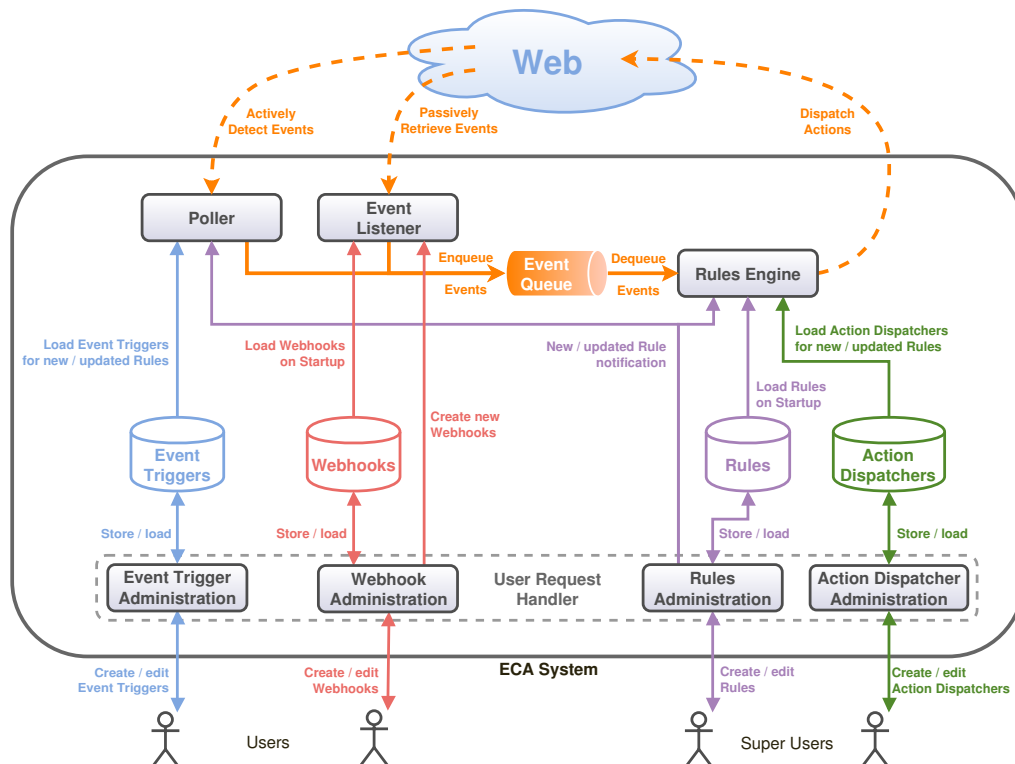 Web
Actively
Detect Events
Passively
Retrieve Events
Dispatch
Actions
Poller
Event
Listener
Enqueue
Events
Event
Queue
Dequeue
Events
Rules Engine
Load Event Triggers
for new / updated Rules
Load Webhooks
on Startup
New / updated Rule
notification
Load Action Dispatchers
for new / updated Rules
Create new
Webhooks
Load Rules
on Startup
Event
Triggers
Webhooks
Rules
Action
Dispatchers
Store / load
Store / load
Store / load
Store / load
Event Trigger
Administration
Webhook
Administration
User Request
Handler
Rules
Administration
Action Dispatcher
Administration
ECA System
Create / edit
Event Triggers
Create / edit
Webhooks
Create / edit
Rules
Create / edit
Action Dispatchers
Users
Super Users